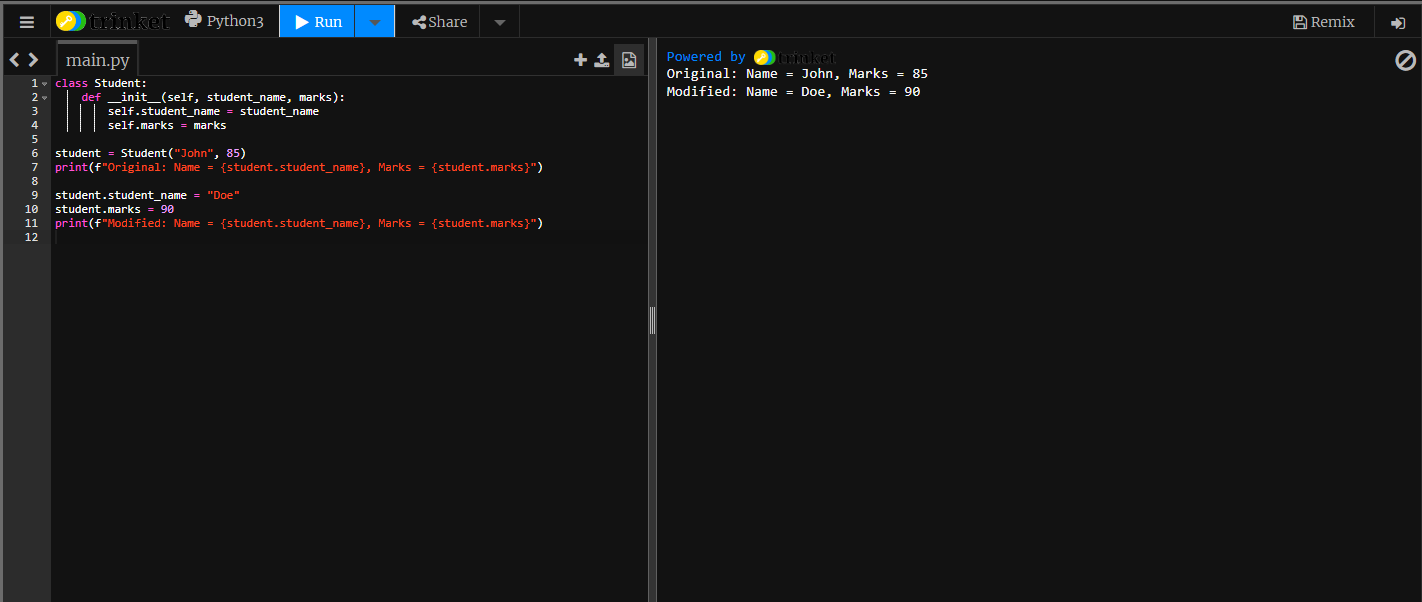 trinket Python3 Run Share Remix
main.py
1 class Student:
2 def __init__(self, student_name, marks):
3 self.student_name = student_name
4 self.marks = marks
5
6 student = Student("John", 85)
7 print(f"Original: Name = {student.student_name}, Marks = {student.marks}")
8
9 student.student_name = "Doe"
10 student.marks = 90
11 print(f"Modified: Name = {student.student_name}, Marks = {student.marks}")
12
Powered by trinket
Original: Name = John, Marks = 85
Modified: Name = Doe, Marks = 90